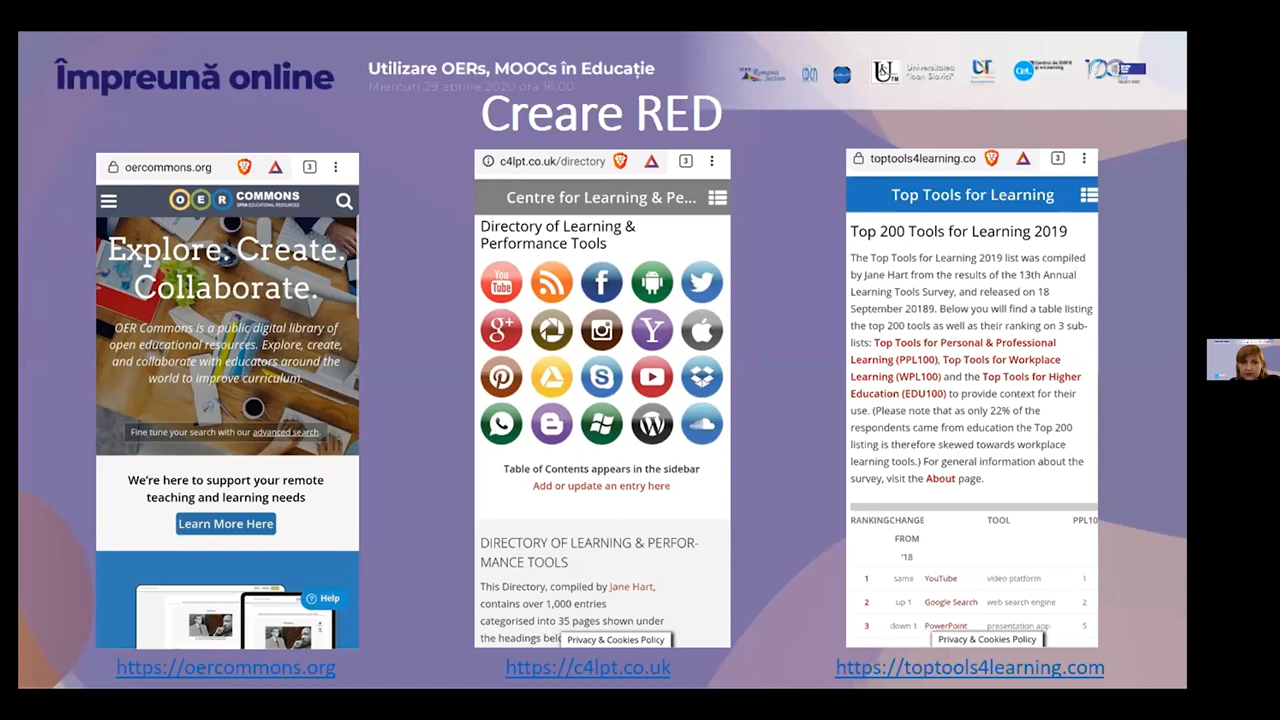 Împreună online
Utilizare OERs, MOOCs în Educație
Miercuri 29 aprilie 2020 ora 16:00
Universitatea
"Ioan Slavici"
Creare RED
oercommons.org
3
OER COMMONS
OPEN EDUCATIONAL RESOURCES
Explore. Create.
Collaborate.
OER Commons is a public digital library of
open educational resources. Explore, create,
and collaborate with educators around the
world to improve curriculum.
Fine tune your search with our advanced search.
We're here to support your remote
teaching and learning needs
Learn More Here
Help
https://oercommons.org
c4lpt.co.uk/directory
3
Centre for Learning & Pe...
Directory of Learning &
Performance Tools
You Tube
Table of Contents appears in the sidebar
Add or update an entry here
DIRECTORY OF LEARNING & PERFOR-
MANCE TOOLS
This Directory, compiled by Jane Hart,
contains over 1,000 entries
categorised into 35 pages shown under
the headings
Privacy & Cookies Policy
https://c4lpt.co.uk
toptools4learning.co
3
Top Tools for Learning
Top 200 Tools for Learning 2019
The Top Tools for Learning 2019 list was compiled
by Jane Hart from the results of the 13th Annual
Learning Tools Survey, and released on 18
September 20189. Below you will find a table listing
the top 200 tools as well as their ranking on 3 sub-
lists: Top Tools for Personal & Professional
Learning (PPL100), Top Tools for Workplace
Learning (WPL100) and the Top Tools for Higher
Education (EDU100) to provide context for their
use. (Please note that as only 22% of the
respondents came from education the Top 200
listing is therefore skewed towards workplace
learning tools.) For general information about the
survey, visit the About page.
RANKING CHANGE FROM '18 TOOL PPL10
1 same YouTube video platform 1
2 up 1 Google Search web search engine 2
3 down 1 PowerPoint presentation app 5
Privacy & Cookies Policy
https://toptools4learning.com